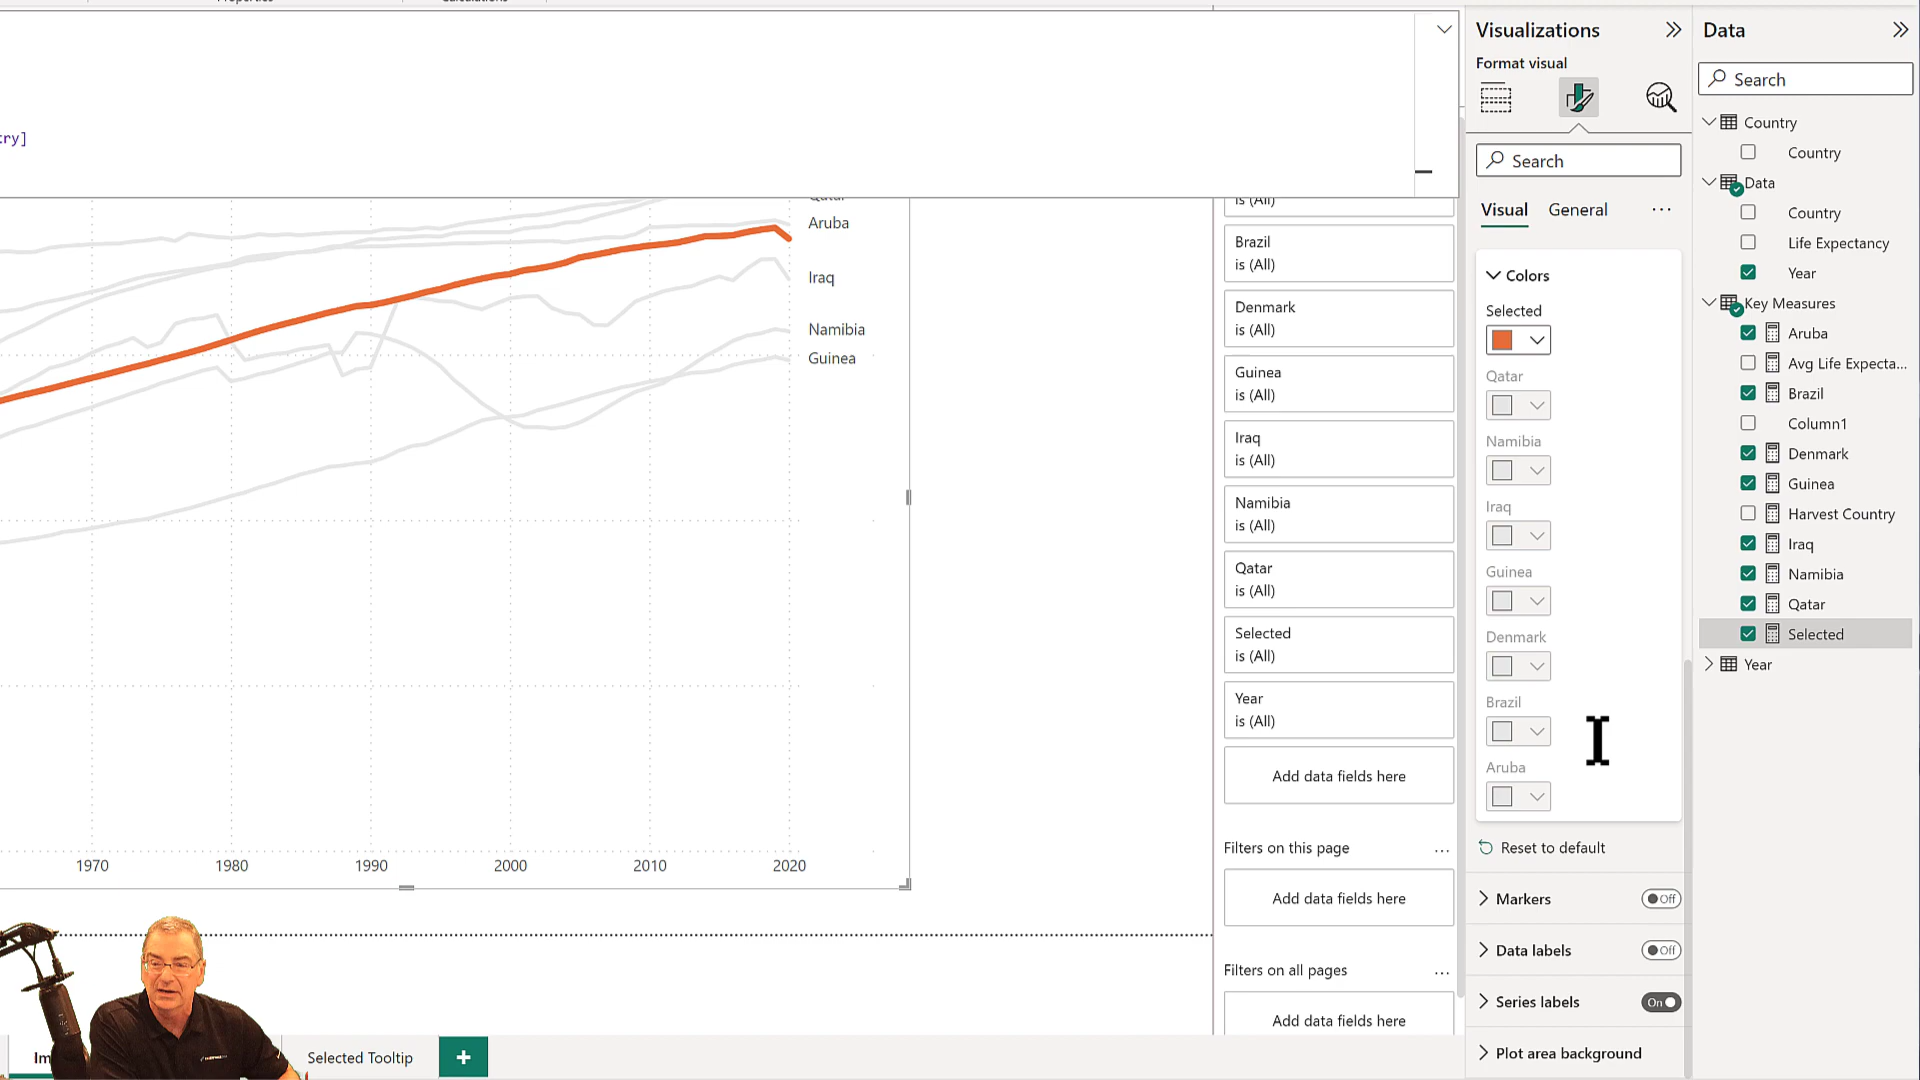 Properties
Calculations
try]
Qatar
Aruba
Iraq
Namibia
Guinea
1970
1980
1990
2000
2010
2020
is (All)
Brazil
is (All)
Denmark
is (All)
Guinea
is (All)
Iraq
is (All)
Namibia
is (All)
Qatar
is (All)
Selected
is (All)
Year
is (All)
Add data fields here
Filters on this page
...
Add data fields here
Filters on all pages
...
Add data fields here
Visualizations
Format visual
Search
Visual
General
...
Colors
Selected
Qatar
Namibia
Iraq
Guinea
Denmark
Brazil
Aruba
Reset to default
Markers
Off
Data labels
Off
Series labels
On
Plot area background
Data
Search
Country
Country
Data
Country
Life Expectancy
Year
Key Measures
Aruba
Avg Life Expecta...
Brazil
Column1
Denmark
Guinea
Harvest Country
Iraq
Namibia
Qatar
Selected
Year
Im
Selected Tooltip
+